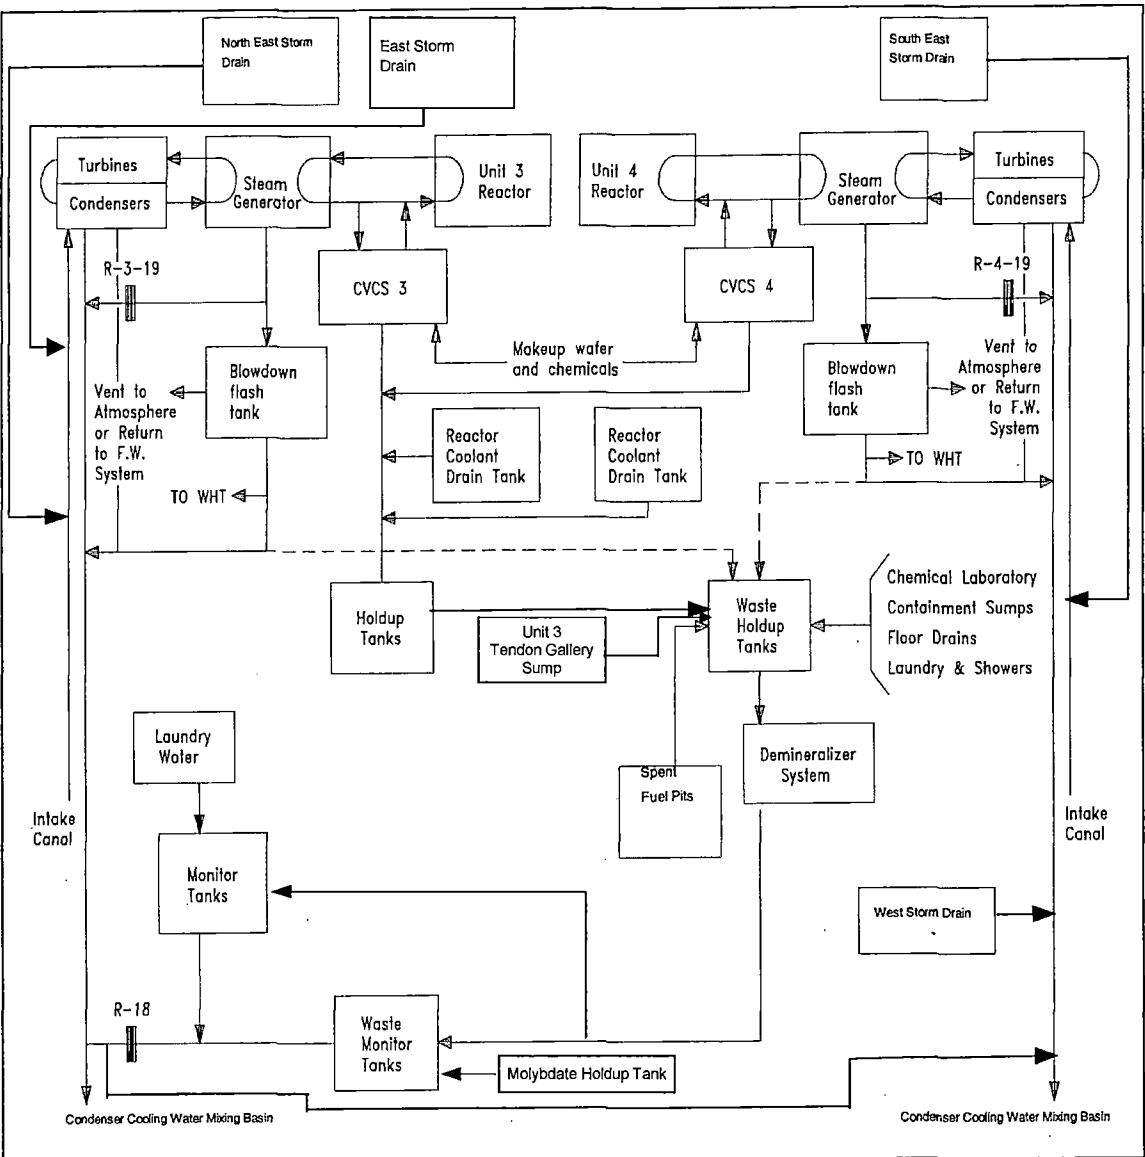 North East Storm
Drain
East Storm
Drain
South East
Storm Drain
Turbines
Condensers
Steam
Generator
Unit 3
Reactor
Unit 4
Reactor
Steam
Generator
Turbines
Condensers
R-3-19
CVCS 3
CVCS 4
R-4-19
Makeup wafer
and chemicals
Blowdown
flash
tank
Vent to
Atmosphere
or Return
to F.W.
System
Blowdown
flash
tank
Vent to
Atmosphere
or Return
to F.W.
System
Reactor
Coolant
Drain Tank
Reactor
Coolant
Drain Tank
TO WHT
TO WHT
Holdup
Tanks
Unit 3
Tendon Gallery
Sump
Waste
Holdup
Tanks
Chemical Laboratory
Containment Sumps
Floor Drains
Laundry & Showers
Laundry
Water
Demineralizer
System
Spent
Fuel Pits
Intake
Canal
Intake
Canal
Monitor
Tanks
West Storm Drain
R-18
Waste
Monitor
Tanks
Molybdate Holdup Tank
Condenser Cooling Water Mixing Basin
Condenser Cooling Water Mixing Basin